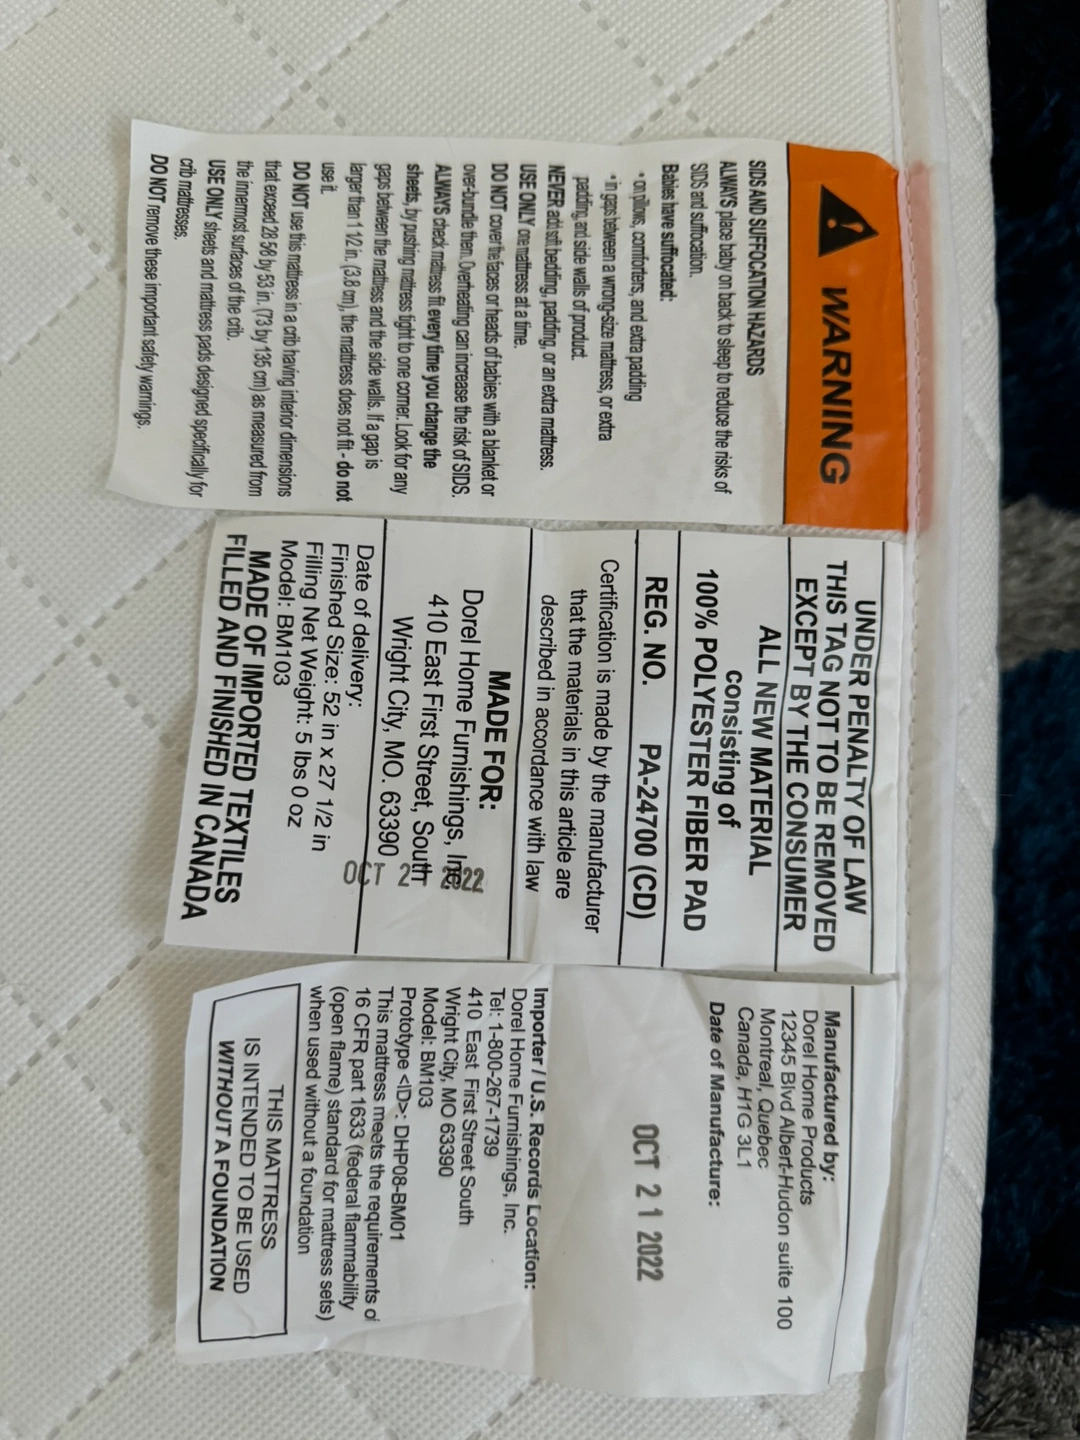 WARNING
SIDS AND SUFFOCATION HAZARDS
ALWAYS place baby on back to sleep to reduce the risks of
SIDS and suffocation.
Babies have suffocated:
• on pillows, comforters, and extra padding
• in gaps between a wrong-size mattress, or extra
padding, and side walls of product.
NEVER add soft bedding, padding, or an extra mattress.
USE ONLY one mattress at a time.
DO NOT cover the faces or heads of babies with a blanket or
over-bundle them. Overheating can increase the risk of SIDS.
ALWAYS check mattress fit every time you change the
sheets, by pushing mattress tight to one corner. Look for any
gaps between the mattress and the side walls. If a gap is
larger than 1 1/2 in. (3.8 cm), the mattress does not fit - do not
use it.
DO NOT use this mattress in a crib having interior dimensions
that exceed 28 5/8 by 53 in. (73 by 135 cm) as measured from
the innermost surfaces of the crib.
USE ONLY sheets and mattress pads designed specifically for
crib mattresses.
DO NOT remove these important safety warnings.
UNDER PENALTY OF LAW
THIS TAG NOT TO BE REMOVED
EXCEPT BY THE CONSUMER
ALL NEW MATERIAL
consisting of
100% POLYESTER FIBER PAD
REG. NO. PA-24700 (CD)
Certification is made by the manufacturer
that the materials in this article are
described in accordance with law
MADE FOR:
Dorel Home Furnishings, Inc.
410 East First Street, South
Wright City, MO. 63390
OCT 21 2022
Date of delivery:
Finished Size: 52 in x 27 1/2 in
Filling Net Weight: 5 lbs 0 oz
Model: BM103
MADE OF IMPORTED TEXTILES
FILLED AND FINISHED IN CANADA
Manufactured by:
Dorel Home Products
12345 Blvd Albert-Hudon suite 100
Montreal, Quebec
Canada, H1G 3L1
Date of Manufacture:
OCT 21 2022
Importer / U.S. Records Location:
Dorel Home Furnishings, Inc.
Tel: 1-800-267-1739
410 East First Street South
Wright City, MO 63390
Model: BM103
Prototype <ID>: DHP08-BM01
This mattress meets the requirements of
16 CFR part 1633 (federal flammability
(open flame) standard for mattress sets)
when used without a foundation
THIS MATTRESS
IS INTENDED TO BE USED
WITHOUT A FOUNDATION